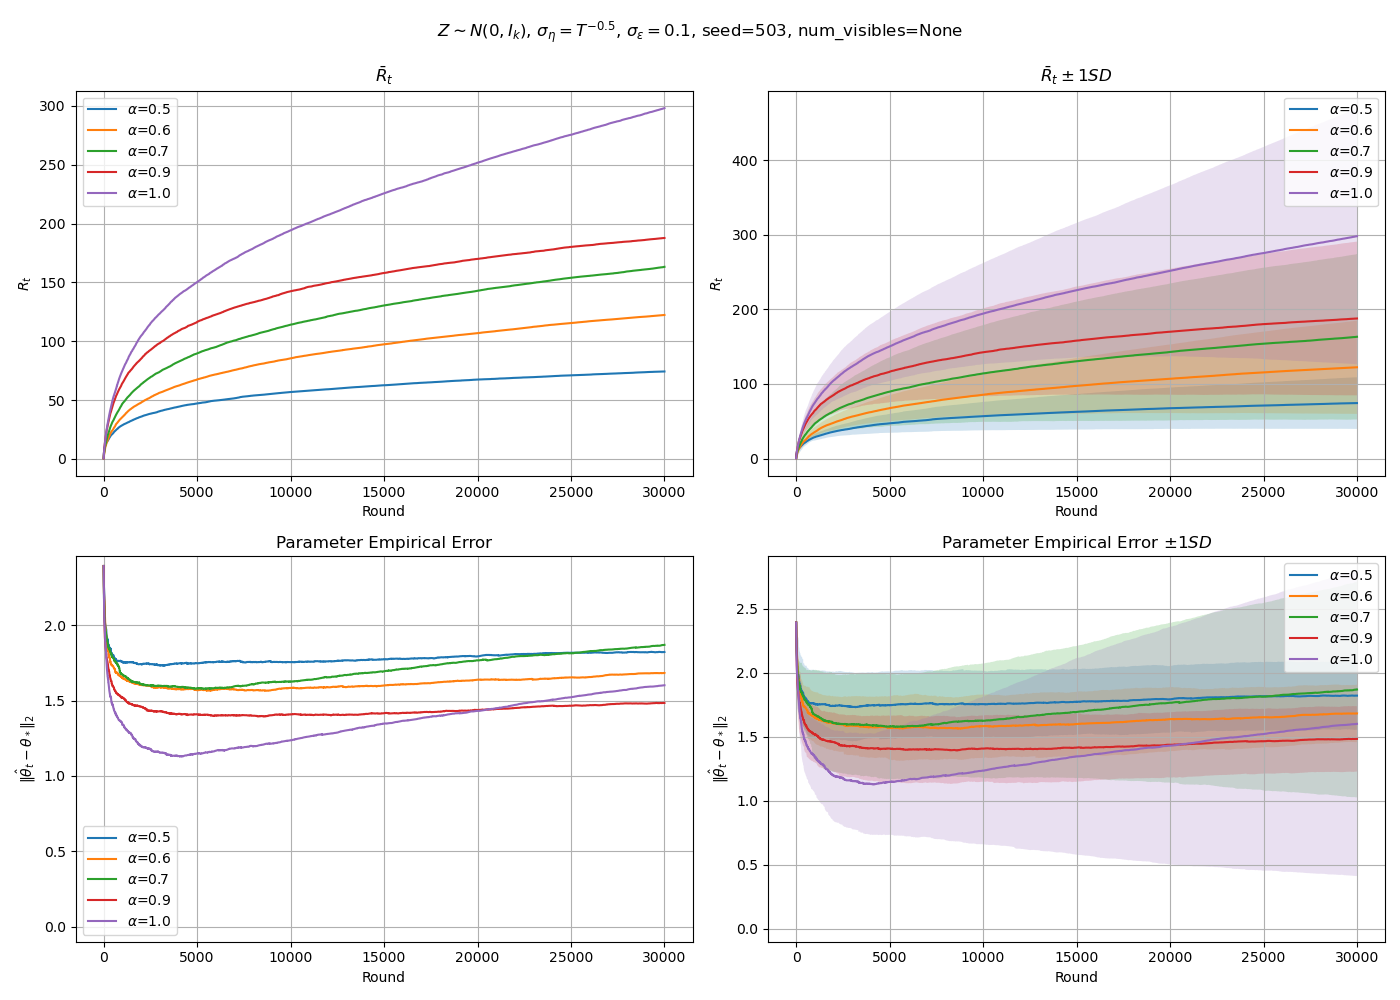 Z ∼ N(0, I_k), σ_η = T^{−0.5}, σ_ε = 0.1, seed=503, num_visibles=None
R̄_t
300
250
200
150
100
50
0
R_t
α=0.5
α=0.6
α=0.7
α=0.9
α=1.0
0 5000 10000 15000 20000 25000 30000
Round
R̄_t ± 1SD
400
300
200
100
0
R_t
α=0.5
α=0.6
α=0.7
α=0.9
α=1.0
0 5000 10000 15000 20000 25000 30000
Round
Parameter Empirical Error
2.0
1.5
1.0
0.5
0.0
‖θ̂_t − θ_*‖_2
α=0.5
α=0.6
α=0.7
α=0.9
α=1.0
0 5000 10000 15000 20000 25000 30000
Round
Parameter Empirical Error ±1SD
2.5
2.0
1.5
1.0
0.5
0.0
‖θ̂_t − θ_*‖_2
α=0.5
α=0.6
α=0.7
α=0.9
α=1.0
0 5000 10000 15000 20000 25000 30000
Round